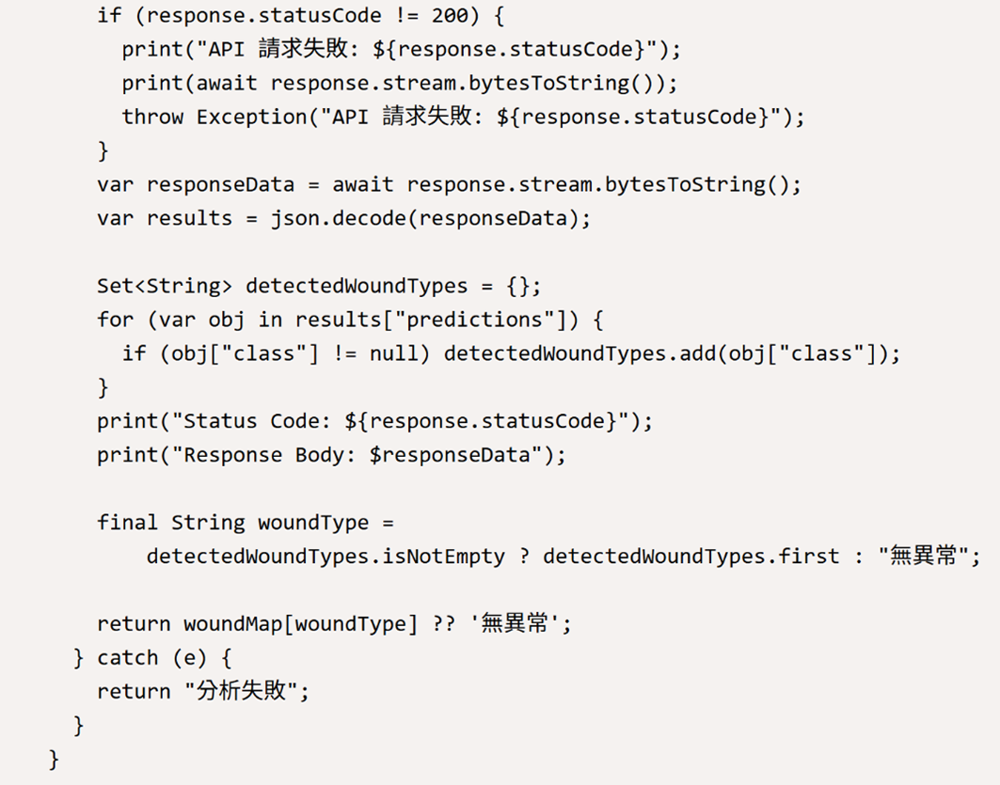 if (response.statusCode != 200) {
print("API 請求失敗: ${response.statusCode}");
print(await response.stream.bytesToString());
throw Exception("API 請求失敗: ${response.statusCode}");
}
var responseData = await response.stream.bytesToString();
var results = json.decode(responseData);
Set<String> detectedWoundTypes = {};
for (var obj in results["predictions"]) {
if (obj["class"] != null) detectedWoundTypes.add(obj["class"]);
}
print("Status Code: ${response.statusCode}");
print("Response Body: $responseData");
final String woundType =
detectedWoundTypes.isNotEmpty ? detectedWoundTypes.first : "無異常";
return woundMap[woundType] ?? '無異常';
} catch (e) {
return "分析失敗";
}
}